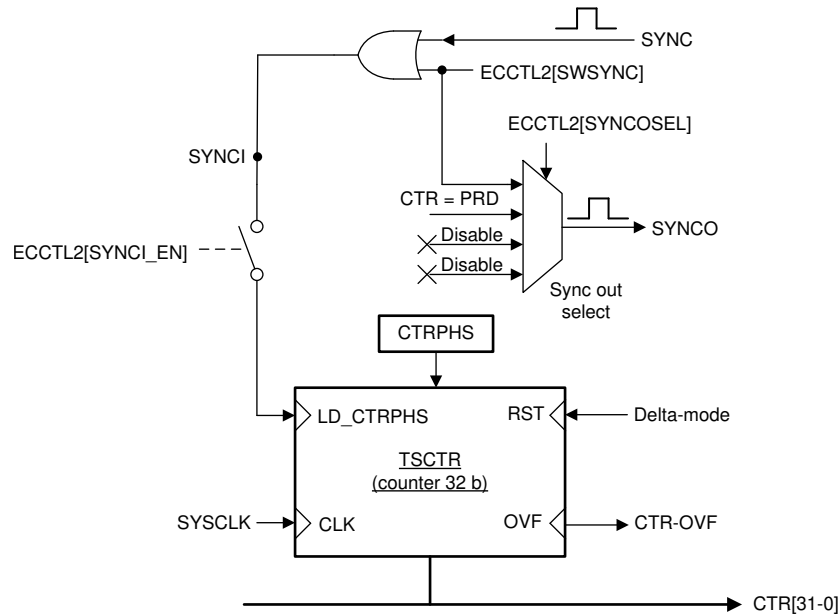 SYNC
ECCTL2[SWSYNC]
ECCTL2[SYNCOSEL]
SYNCI
CTR = PRD
SYNCO
Disable
ECCTL2[SYNCI_EN]
Disable
Sync out
select
CTRPHS
LD_CTRPHS
RST
Delta-mode
TSCTR
(counter 32 b)
SYSCLK
CLK
OVF
CTR-OVF
CTR[31-0]